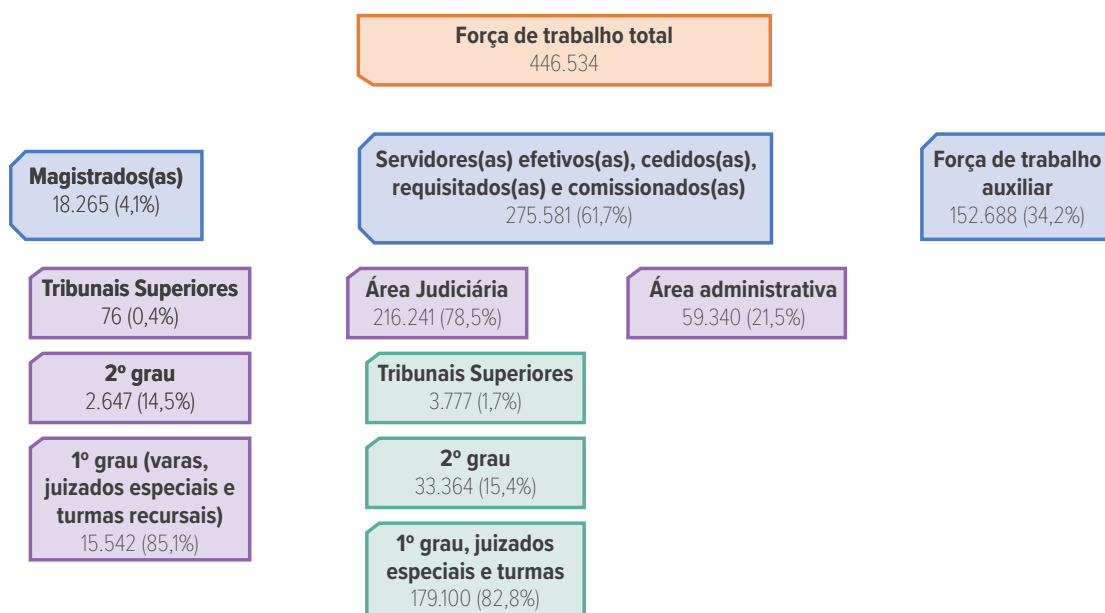 Força de trabalho total
446.534
Magistrados(as)
18.265 (4,1%)
Servidores(as) efetivos(as), cedidos(as),
requisitados(as) e comissionados(as)
275.581 (61,7%)
Força de trabalho
auxiliar
152.688 (34,2%)
Tribunais Superiores
76 (0,4%)
2º grau
2.647 (14,5%)
1º grau (varas,
juizados especiais e
turmas recursais)
15.542 (85,1%)
Área Judiciária
216.241 (78,5%)
Área administrativa
59.340 (21,5%)
Tribunais Superiores
3.777 (1,7%)
2º grau
33.364 (15,4%)
1º grau, juizados
especiais e turmas
179.100 (82,8%)